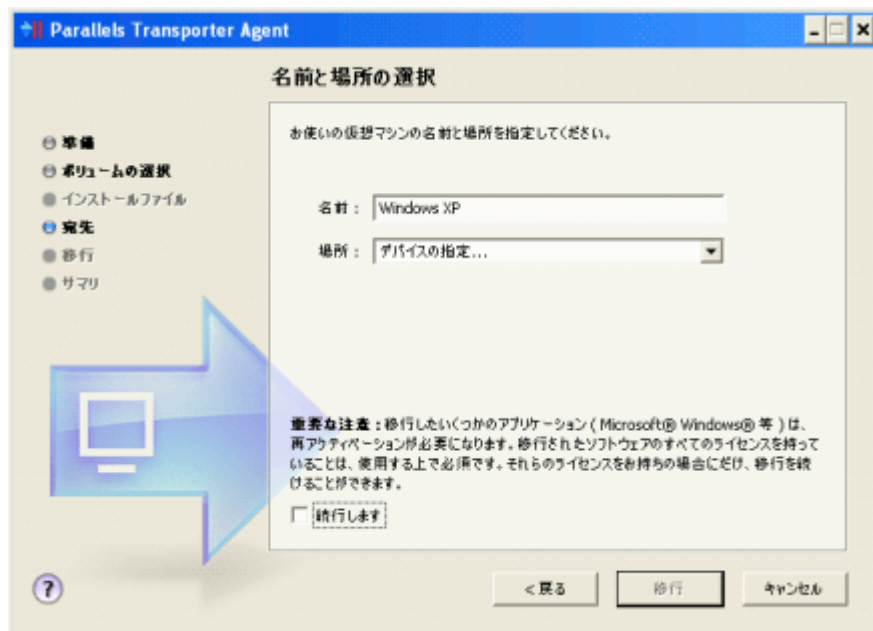 Parallels Transporter Agent
名前と場所の選択
準備
ボリュームの選択
インストールファイル
宛先
移行
サマリ
お使いの仮想マシンの名前と場所を指定してください。
名前： Windows XP
場所： デバイスの指定...
重要な注意：移行したいくつかのアプリケーション ( Microsoft® Windows® 等 ) は、
再アクティベーションが必要になります。移行されたソフトウェアのすべてのライセンスを持って
いることは、使用する上で必須です。それらのライセンスをお持ちの場合にだけ、移行を続
けることができます。
続行します
?
< 戻る
移行
キャンセル